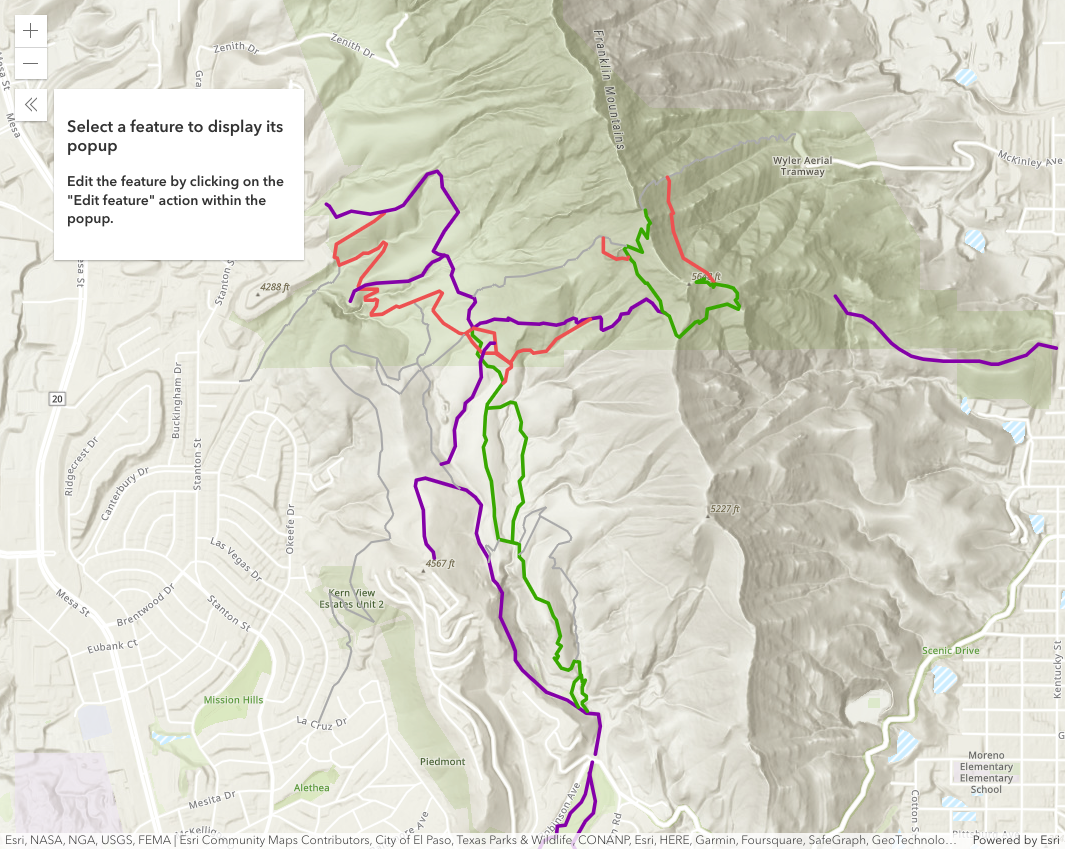 Zenith Dr
Zenith Dr
Franklin Mountains
Mesa
Select a feature to display its
popup
Edit the feature by clicking on the
"Edit feature" action within the
popup.
Wyler Aerial
Tramway
McKinley Ave
Mesa St
Stanton S
4288 ft
20
Buckingham Dr
Stanton St
Ridgecrest Dr
Canterbury Dr
Okeefe Dr
5227 ft
Las Vegas Dr
4567 ft
Kern View
Estates Unit 2
Mesa St
Brentwood Dr
Stanton St
Eubank Ct
Scenic Drive
Kentucky St
Mission Hills
La Cruz Dr
Piedmont
Moreno
Elementary
Elementary
School
Alethea
Mesita Dr
Rd
Cotton S
Esri, NASA, NGA, USGS, FEMA | Esri Community Maps Contributors, City of El Paso, Texas Parks & Wildlife, CONANP, Esri, HERE, Garmin, Foursquare, SafeGraph, GeoTechnolo...
Powered by Esri